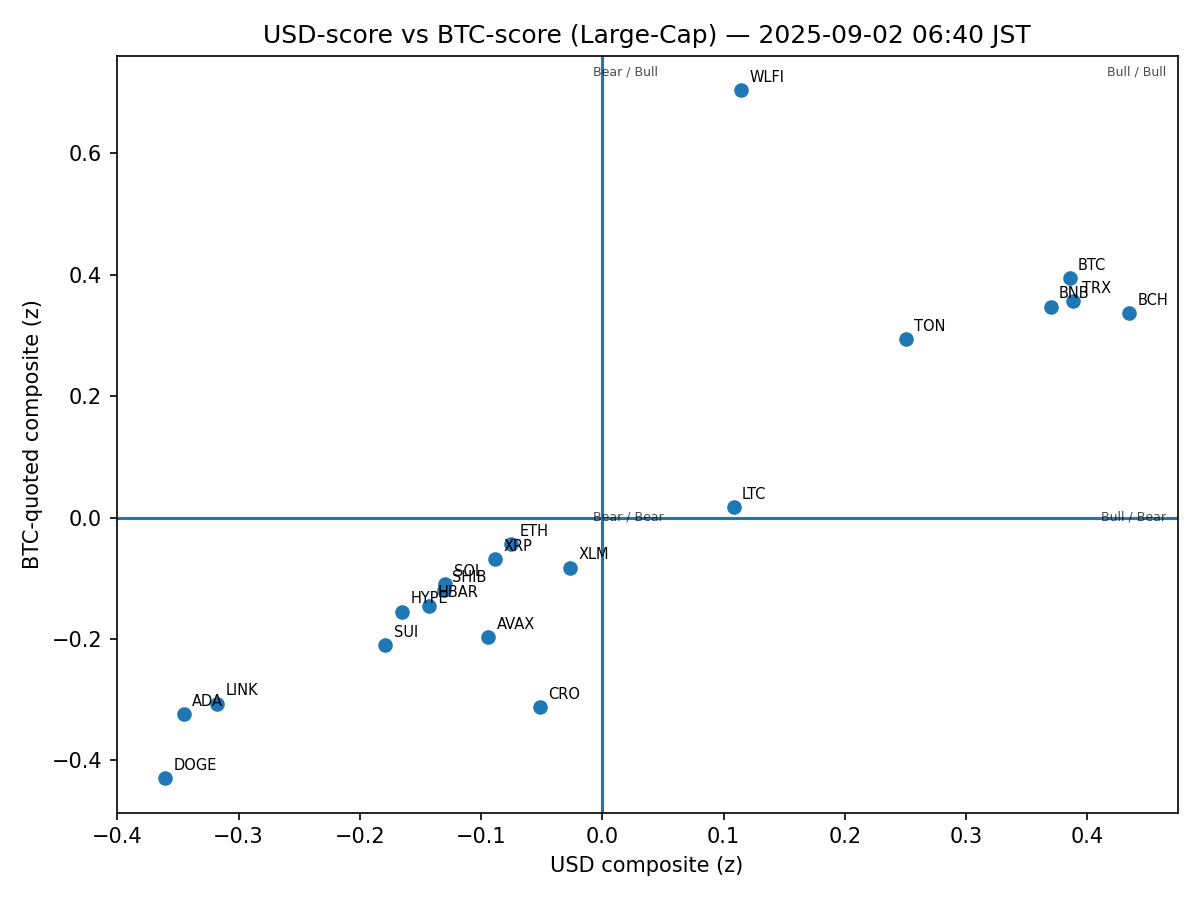 USD-score vs BTC-score (Large-Cap) — 2025-09-02 06:40 JST
Bear / Bull
Bull / Bull
WLFI
BTC
TRX
BNB
BCH
TON
LTC
Bear / Bear
Bull / Bear
ETH
XRP
XLM
SOL
SHIB
HBAR
HYPE
AVAX
SUI
LINK
ADA
CRO
DOGE
0.6
0.4
0.2
0.0
−0.2
−0.4
−0.4
−0.3
−0.2
−0.1
0.0
0.1
0.2
0.3
0.4
USD composite (z)
BTC-quoted composite (z)